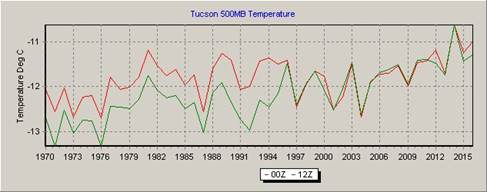 Tucson 500MB Temperature
Temperature Deg C
-11
-12
-13
1970 1973 1976 1979 1982 1985 1988 1991 1994 1997 2000 2003 2006 2009 2012 2015
00Z 12Z